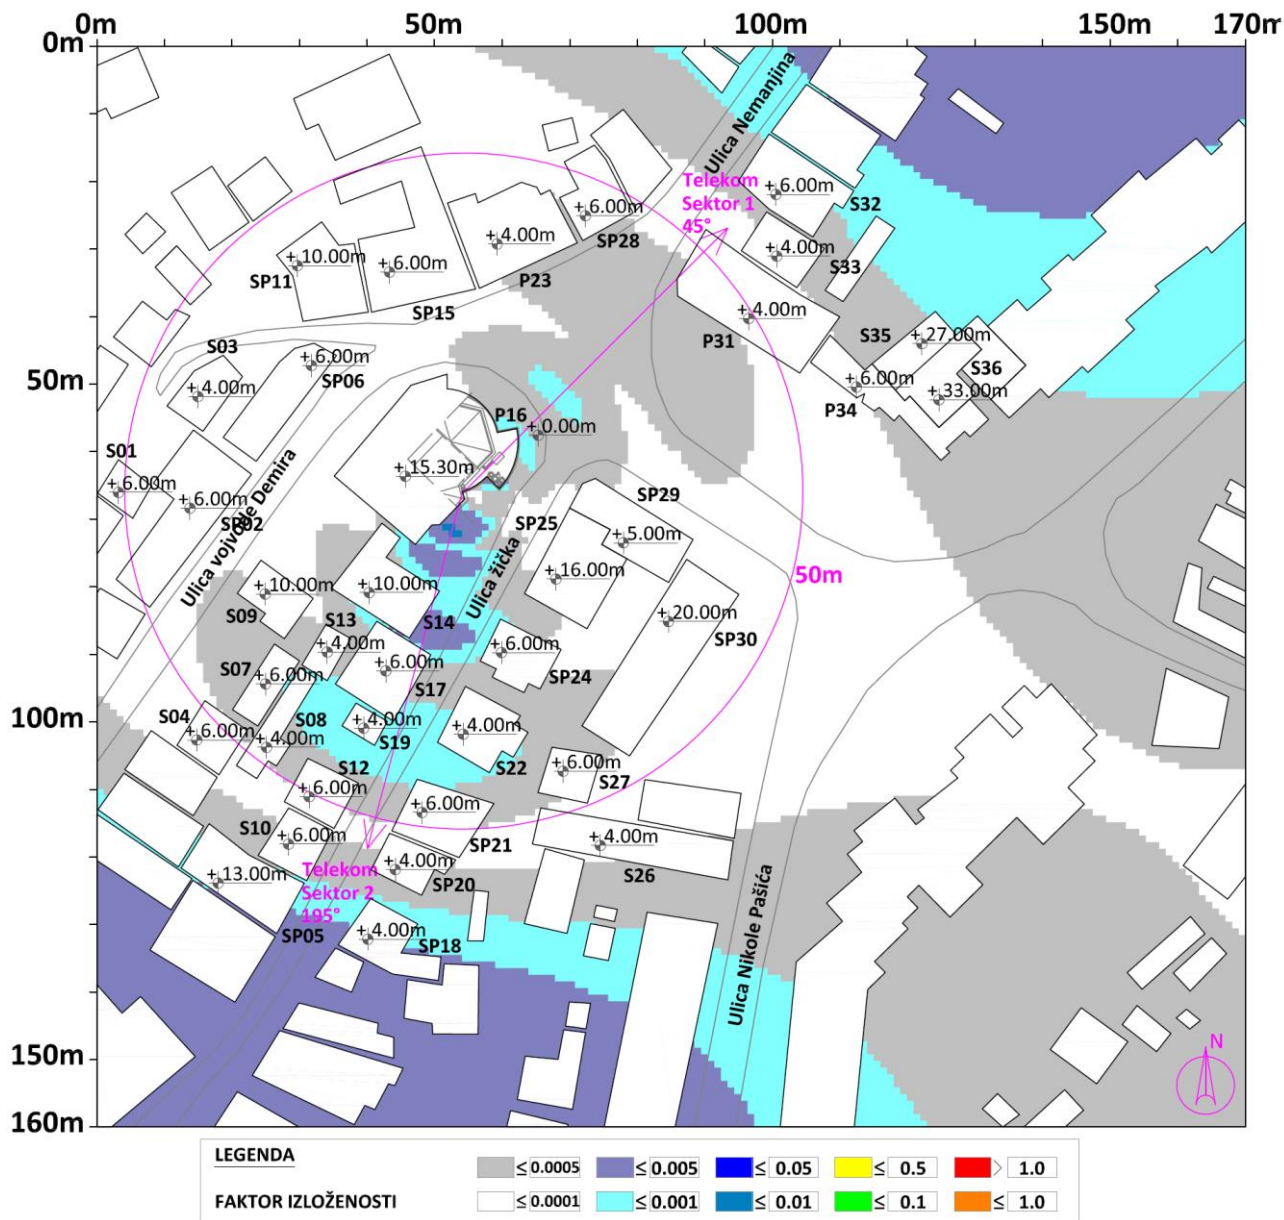 0m 50m 100m 150m 170m
0m
Ulica Nemanjina
Telekom
Sektor 1
45°
+6.00m
S32
+6.00m
SP28
+4.00m
P23
+10.00m
SP11
+6.00m
SP15
+4.00m
S33
+4.00m
P31
S35
+27.00m
S36
+33.00m
+6.00m
P34
S03
+4.00m
+6.00m
SP06
50m
P16
+0.00m
+15.30m
S01
+6.00m
+6.00m
SP02
Ulica vojvode Demira
SP29
SP25
+5.00m
+16.00m
50m
Ulica žička
+10.00m
S09
S13
+10.00m
S14
+4.00m
+20.00m
SP30
+6.00m
SP24
S07
+6.00m
+6.00m
S17
S04
+6.00m
S08
+4.00m
+4.00m
S19
+4.00m
S22
100m
S12
+6.00m
+6.00m
S27
+6.00m
SP21
S10
+6.00m
+4.00m
S26
+4.00m
SP20
+13.00m
Telekom
Sektor 2
195°
SP05
+4.00m
SP18
Ulica Nikole Pašića
N
150m
160m
LEGENDA
≤ 0.0005 ≤ 0.005 ≤ 0.05 ≤ 0.5 > 1.0
FAKTOR IZLOŽENOSTI
≤ 0.0001 ≤ 0.001 ≤ 0.01 ≤ 0.1 ≤ 1.0